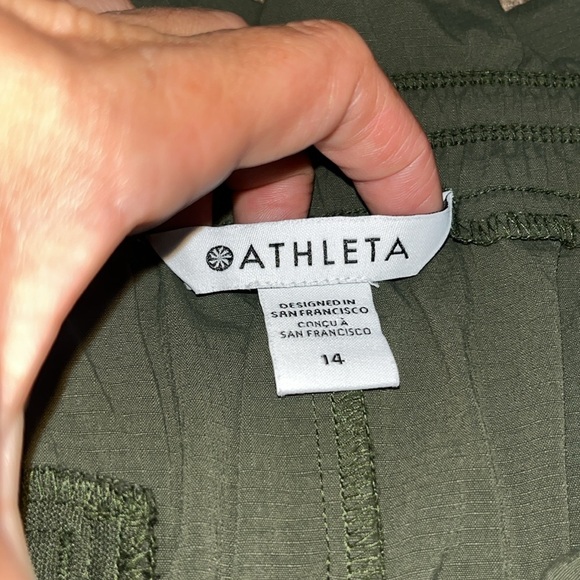 ATHLETA
DESIGNED IN
SAN FRANCISCO
CONÇU À
SAN FRANCISCO
14